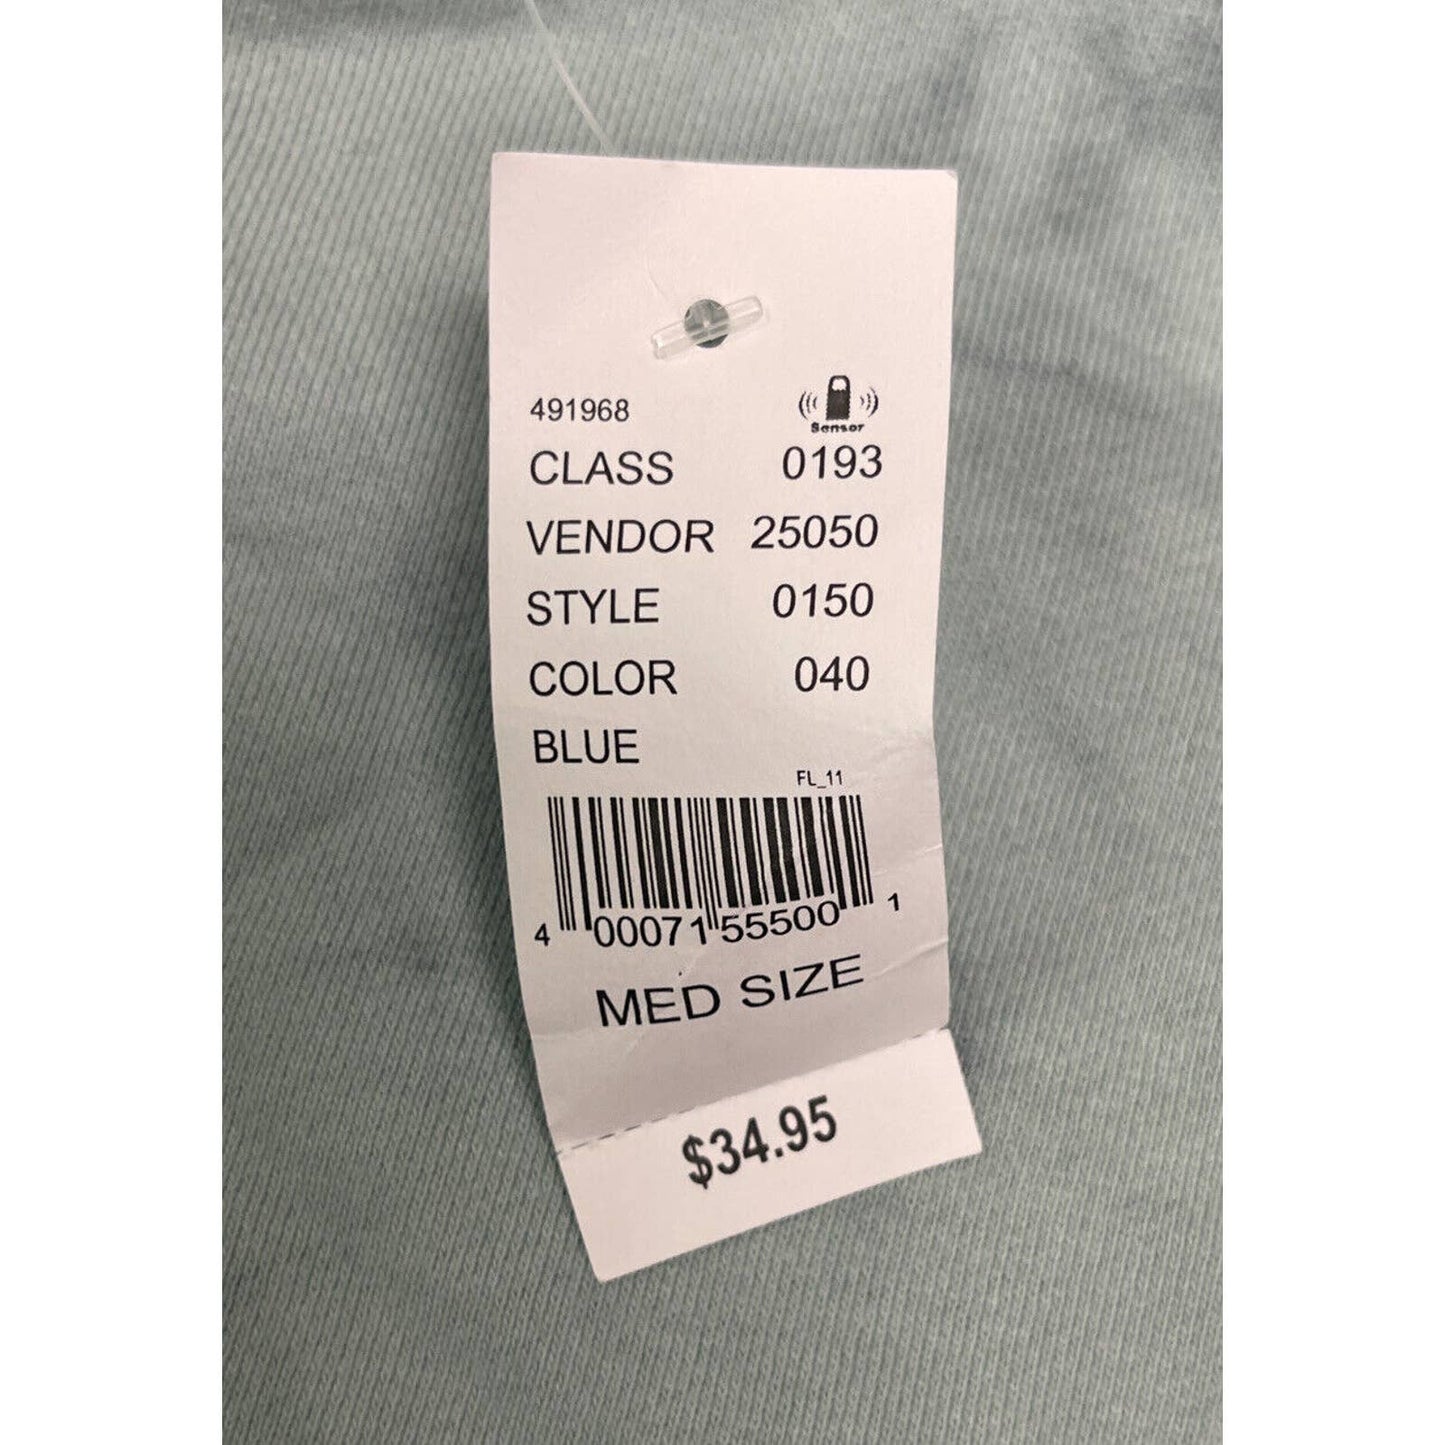 491968
Sensor
CLASS 0193
VENDOR 25050
STYLE 0150
COLOR 040
BLUE
FL_11
4 00071 55500 1
MED SIZE
$34.95